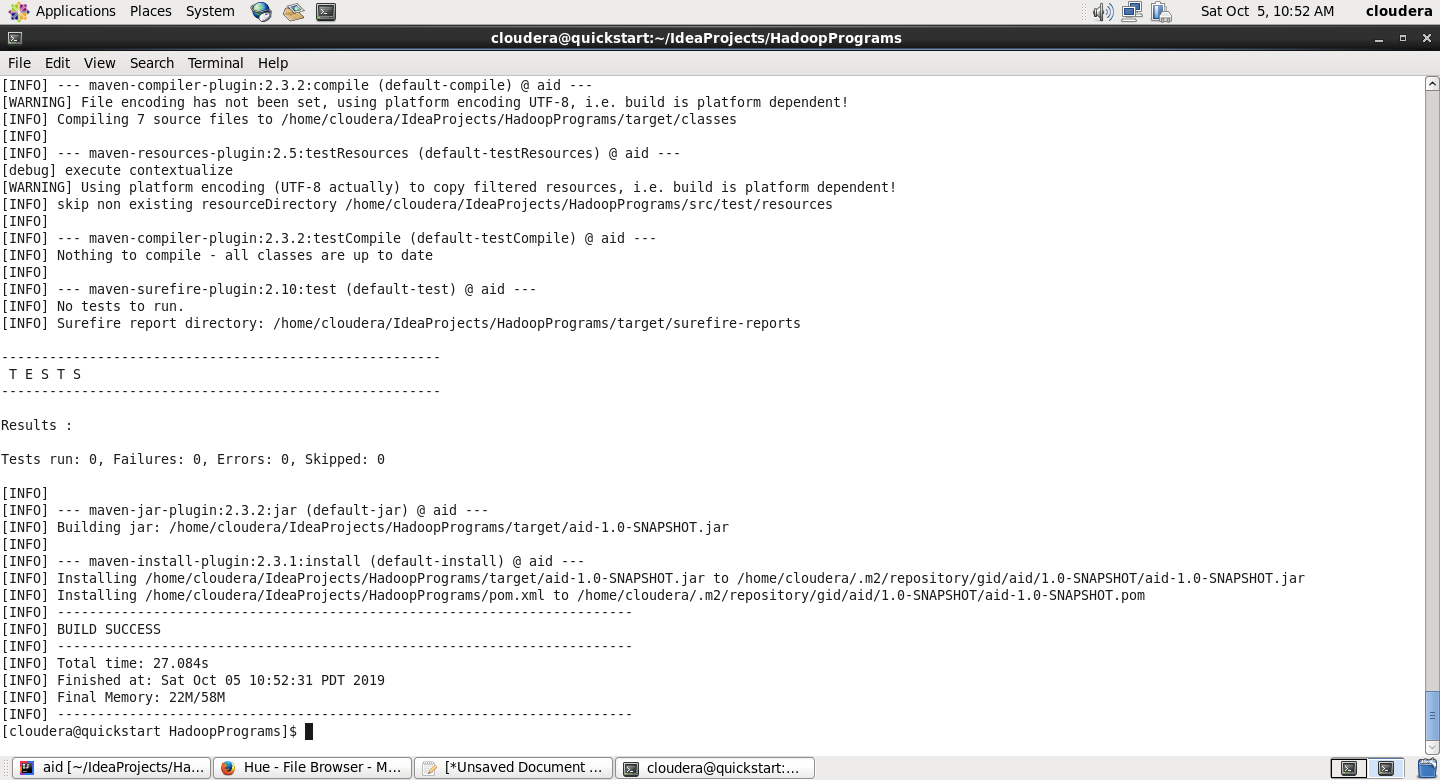 Applications Places System Sat Oct 5, 10:52 AM cloudera
cloudera@quickstart:~/IdeaProjects/HadoopPrograms
File Edit View Search Terminal Help
[INFO] --- maven-compiler-plugin:2.3.2:compile (default-compile) @ aid ---
[WARNING] File encoding has not been set, using platform encoding UTF-8, i.e. build is platform dependent!
[INFO] Compiling 7 source files to /home/cloudera/IdeaProjects/HadoopPrograms/target/classes
[INFO]
[INFO] --- maven-resources-plugin:2.5:testResources (default-testResources) @ aid ---
[debug] execute contextualize
[WARNING] Using platform encoding (UTF-8 actually) to copy filtered resources, i.e. build is platform dependent!
[INFO] skip non existing resourceDirectory /home/cloudera/IdeaProjects/HadoopPrograms/src/test/resources
[INFO]
[INFO] --- maven-compiler-plugin:2.3.2:testCompile (default-testCompile) @ aid ---
[INFO] Nothing to compile - all classes are up to date
[INFO]
[INFO] --- maven-surefire-plugin:2.10:test (default-test) @ aid ---
[INFO] No tests to run.
[INFO] Surefire report directory: /home/cloudera/IdeaProjects/HadoopPrograms/target/surefire-reports
-------------------------------------------------------
T E S T S
-------------------------------------------------------
Results :
Tests run: 0, Failures: 0, Errors: 0, Skipped: 0
[INFO]
[INFO] --- maven-jar-plugin:2.3.2:jar (default-jar) @ aid ---
[INFO] Building jar: /home/cloudera/IdeaProjects/HadoopPrograms/target/aid-1.0-SNAPSHOT.jar
[INFO]
[INFO] --- maven-install-plugin:2.3.1:install (default-install) @ aid ---
[INFO] Installing /home/cloudera/IdeaProjects/HadoopPrograms/target/aid-1.0-SNAPSHOT.jar to /home/cloudera/.m2/repository/gid/aid/1.0-SNAPSHOT/aid-1.0-SNAPSHOT.jar
[INFO] Installing /home/cloudera/IdeaProjects/HadoopPrograms/pom.xml to /home/cloudera/.m2/repository/gid/aid/1.0-SNAPSHOT/aid-1.0-SNAPSHOT.pom
[INFO] ------------------------------------------------------------------------
[INFO] BUILD SUCCESS
[INFO] ------------------------------------------------------------------------
[INFO] Total time: 27.084s
[INFO] Finished at: Sat Oct 05 10:52:31 PDT 2019
[INFO] Final Memory: 22M/58M
[INFO] ------------------------------------------------------------------------
[cloudera@quickstart HadoopPrograms]$
aid [~/IdeaProjects/Ha... Hue - File Browser - M... [*Unsaved Document ... cloudera@quickstart:...